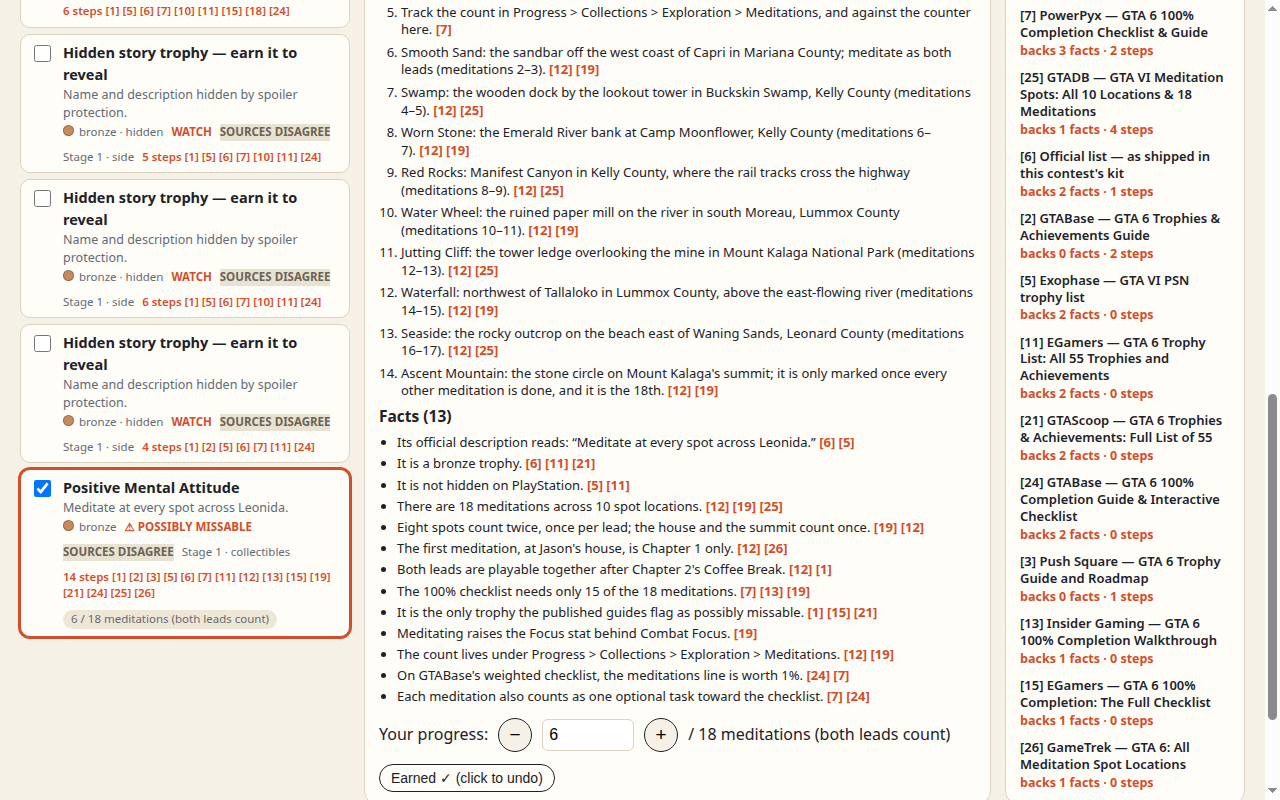 6 steps [1] [5] [6] [7] [10] [11] [15] [18] [24]
Hidden story trophy — earn it to
reveal
Name and description hidden by spoiler
protection.
bronze · hidden WATCH SOURCES DISAGREE
Stage 1 · side 5 steps [1] [5] [6] [7] [10] [11] [24]
Hidden story trophy — earn it to
reveal
Name and description hidden by spoiler
protection.
bronze · hidden WATCH SOURCES DISAGREE
Stage 1 · side 6 steps [1] [5] [6] [7] [10] [11] [24]
Hidden story trophy — earn it to
reveal
Name and description hidden by spoiler
protection.
bronze · hidden WATCH SOURCES DISAGREE
Stage 1 · side 4 steps [1] [2] [5] [6] [7] [11] [24]
Positive Mental Attitude
Meditate at every spot across Leonida.
bronze ⚠ POSSIBLY MISSABLE
SOURCES DISAGREE Stage 1 · collectibles
14 steps [1] [2] [3] [5] [6] [7] [11] [12] [13] [15] [19]
[21] [24] [25] [26]
6 / 18 meditations (both leads count)
5. Track the count in Progress > Collections > Exploration > Meditations, and against the counter
here. [7]
6. Smooth Sand: the sandbar off the west coast of Capri in Mariana County; meditate as both
leads (meditations 2–3). [12] [19]
7. Swamp: the wooden dock by the lookout tower in Buckskin Swamp, Kelly County (meditations
4–5). [12] [25]
8. Worn Stone: the Emerald River bank at Camp Moonflower, Kelly County (meditations 6–
7). [12] [19]
9. Red Rocks: Manifest Canyon in Kelly County, where the rail tracks cross the highway
(meditations 8–9). [12] [25]
10. Water Wheel: the ruined paper mill on the river in south Moreau, Lummox County
(meditations 10–11). [12] [19]
11. Jutting Cliff: the tower ledge overlooking the mine in Mount Kalaga National Park (meditations
12–13). [12] [25]
12. Waterfall: northwest of Tallaloko in Lummox County, above the east-flowing river (meditations
14–15). [12] [19]
13. Seaside: the rocky outcrop on the beach east of Waning Sands, Leonard County (meditations
16–17). [12] [25]
14. Ascent Mountain: the stone circle on Mount Kalaga's summit; it is only marked once every
other meditation is done, and it is the 18th. [12] [19]
Facts (13)
• Its official description reads: “Meditate at every spot across Leonida.” [6] [5]
• It is a bronze trophy. [6] [11] [21]
• It is not hidden on PlayStation. [5] [11]
• There are 18 meditations across 10 spot locations. [12] [19] [25]
• Eight spots count twice, once per lead; the house and the summit count once. [19] [12]
• The first meditation, at Jason's house, is Chapter 1 only. [12] [26]
• Both leads are playable together after Chapter 2's Coffee Break. [12] [1]
• The 100% checklist needs only 15 of the 18 meditations. [7] [13] [19]
• It is the only trophy the published guides flag as possibly missable. [1] [15] [21]
• Meditating raises the Focus stat behind Combat Focus. [19]
• The count lives under Progress > Collections > Exploration > Meditations. [12] [19]
• On GTABase's weighted checklist, the meditations line is worth 1%. [24] [7]
• Each meditation also counts as one optional task toward the checklist. [7] [24]
Your progress: − 6 + / 18 meditations (both leads count)
Earned ✓ (click to undo)
[7] PowerPyx — GTA 6 100%
Completion Checklist & Guide
backs 3 facts · 2 steps
[25] GTADB — GTA VI Meditation
Spots: All 10 Locations & 18
Meditations
backs 1 facts · 4 steps
[6] Official list — as shipped in
this contest's kit
backs 2 facts · 1 steps
[2] GTABase — GTA 6 Trophies &
Achievements Guide
backs 0 facts · 2 steps
[5] Exophase — GTA VI PSN
trophy list
backs 2 facts · 0 steps
[11] EGamers — GTA 6 Trophy
List: All 55 Trophies and
Achievements
backs 2 facts · 0 steps
[21] GTAScoop — GTA 6 Trophies
& Achievements: Full List of 55
backs 2 facts · 0 steps
[24] GTABase — GTA 6 100%
Completion Guide & Interactive
Checklist
backs 2 facts · 0 steps
[3] Push Square — GTA 6 Trophy
Guide and Roadmap
backs 0 facts · 1 steps
[13] Insider Gaming — GTA 6
100% Completion Walkthrough
backs 1 facts · 0 steps
[15] EGamers — GTA 6 100%
Completion: The Full Checklist
backs 1 facts · 0 steps
[26] GameTrek — GTA 6: All
Meditation Spot Locations
backs 1 facts · 0 steps